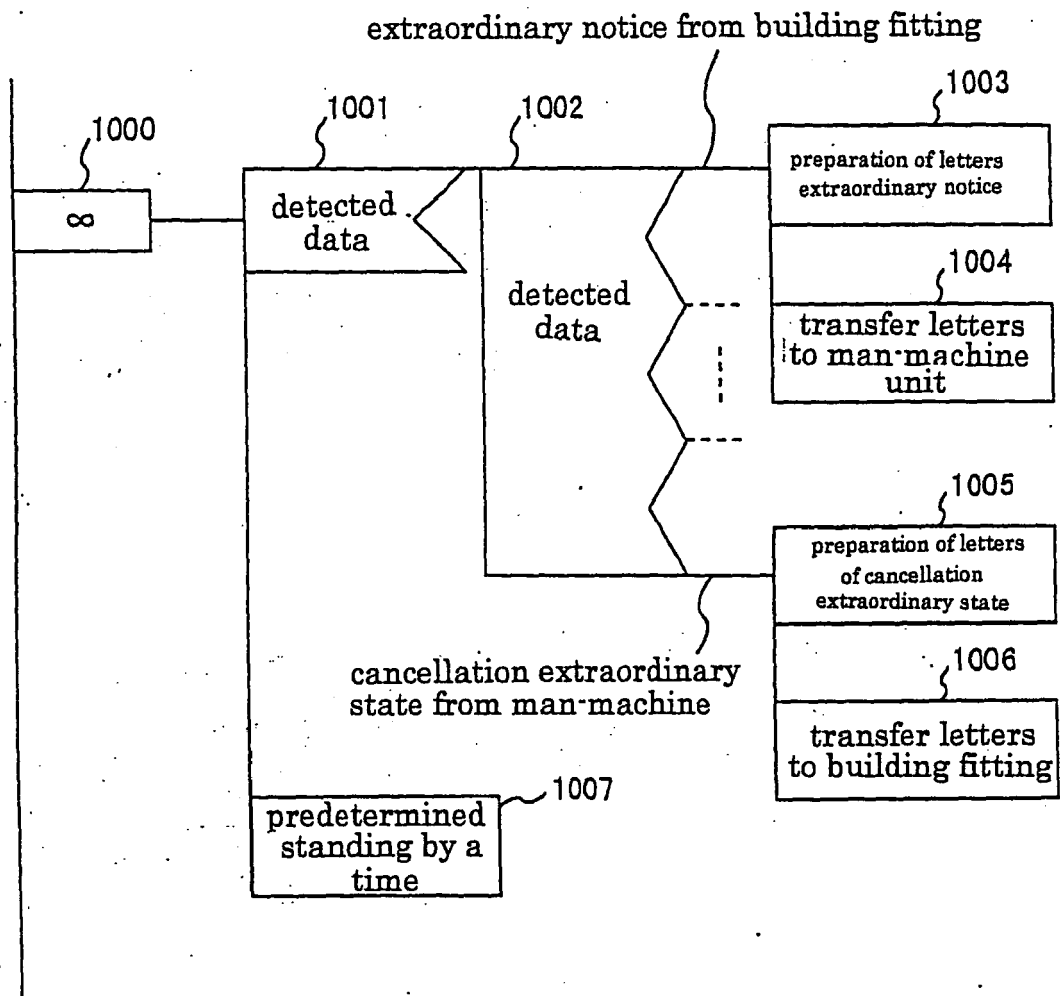 extraordinary notice from building fitting
1000
1001
1002
1003
∞
detected
data
detected
data
preparation of letters
extraordinary notice
1004
transfer letters
to man-machine
unit
1005
preparation of letters
of cancellation
extraordinary state
cancellation extraordinary
state from man-machine
1006
transfer letters
to building fitting
1007
predetermined
standing by a
time